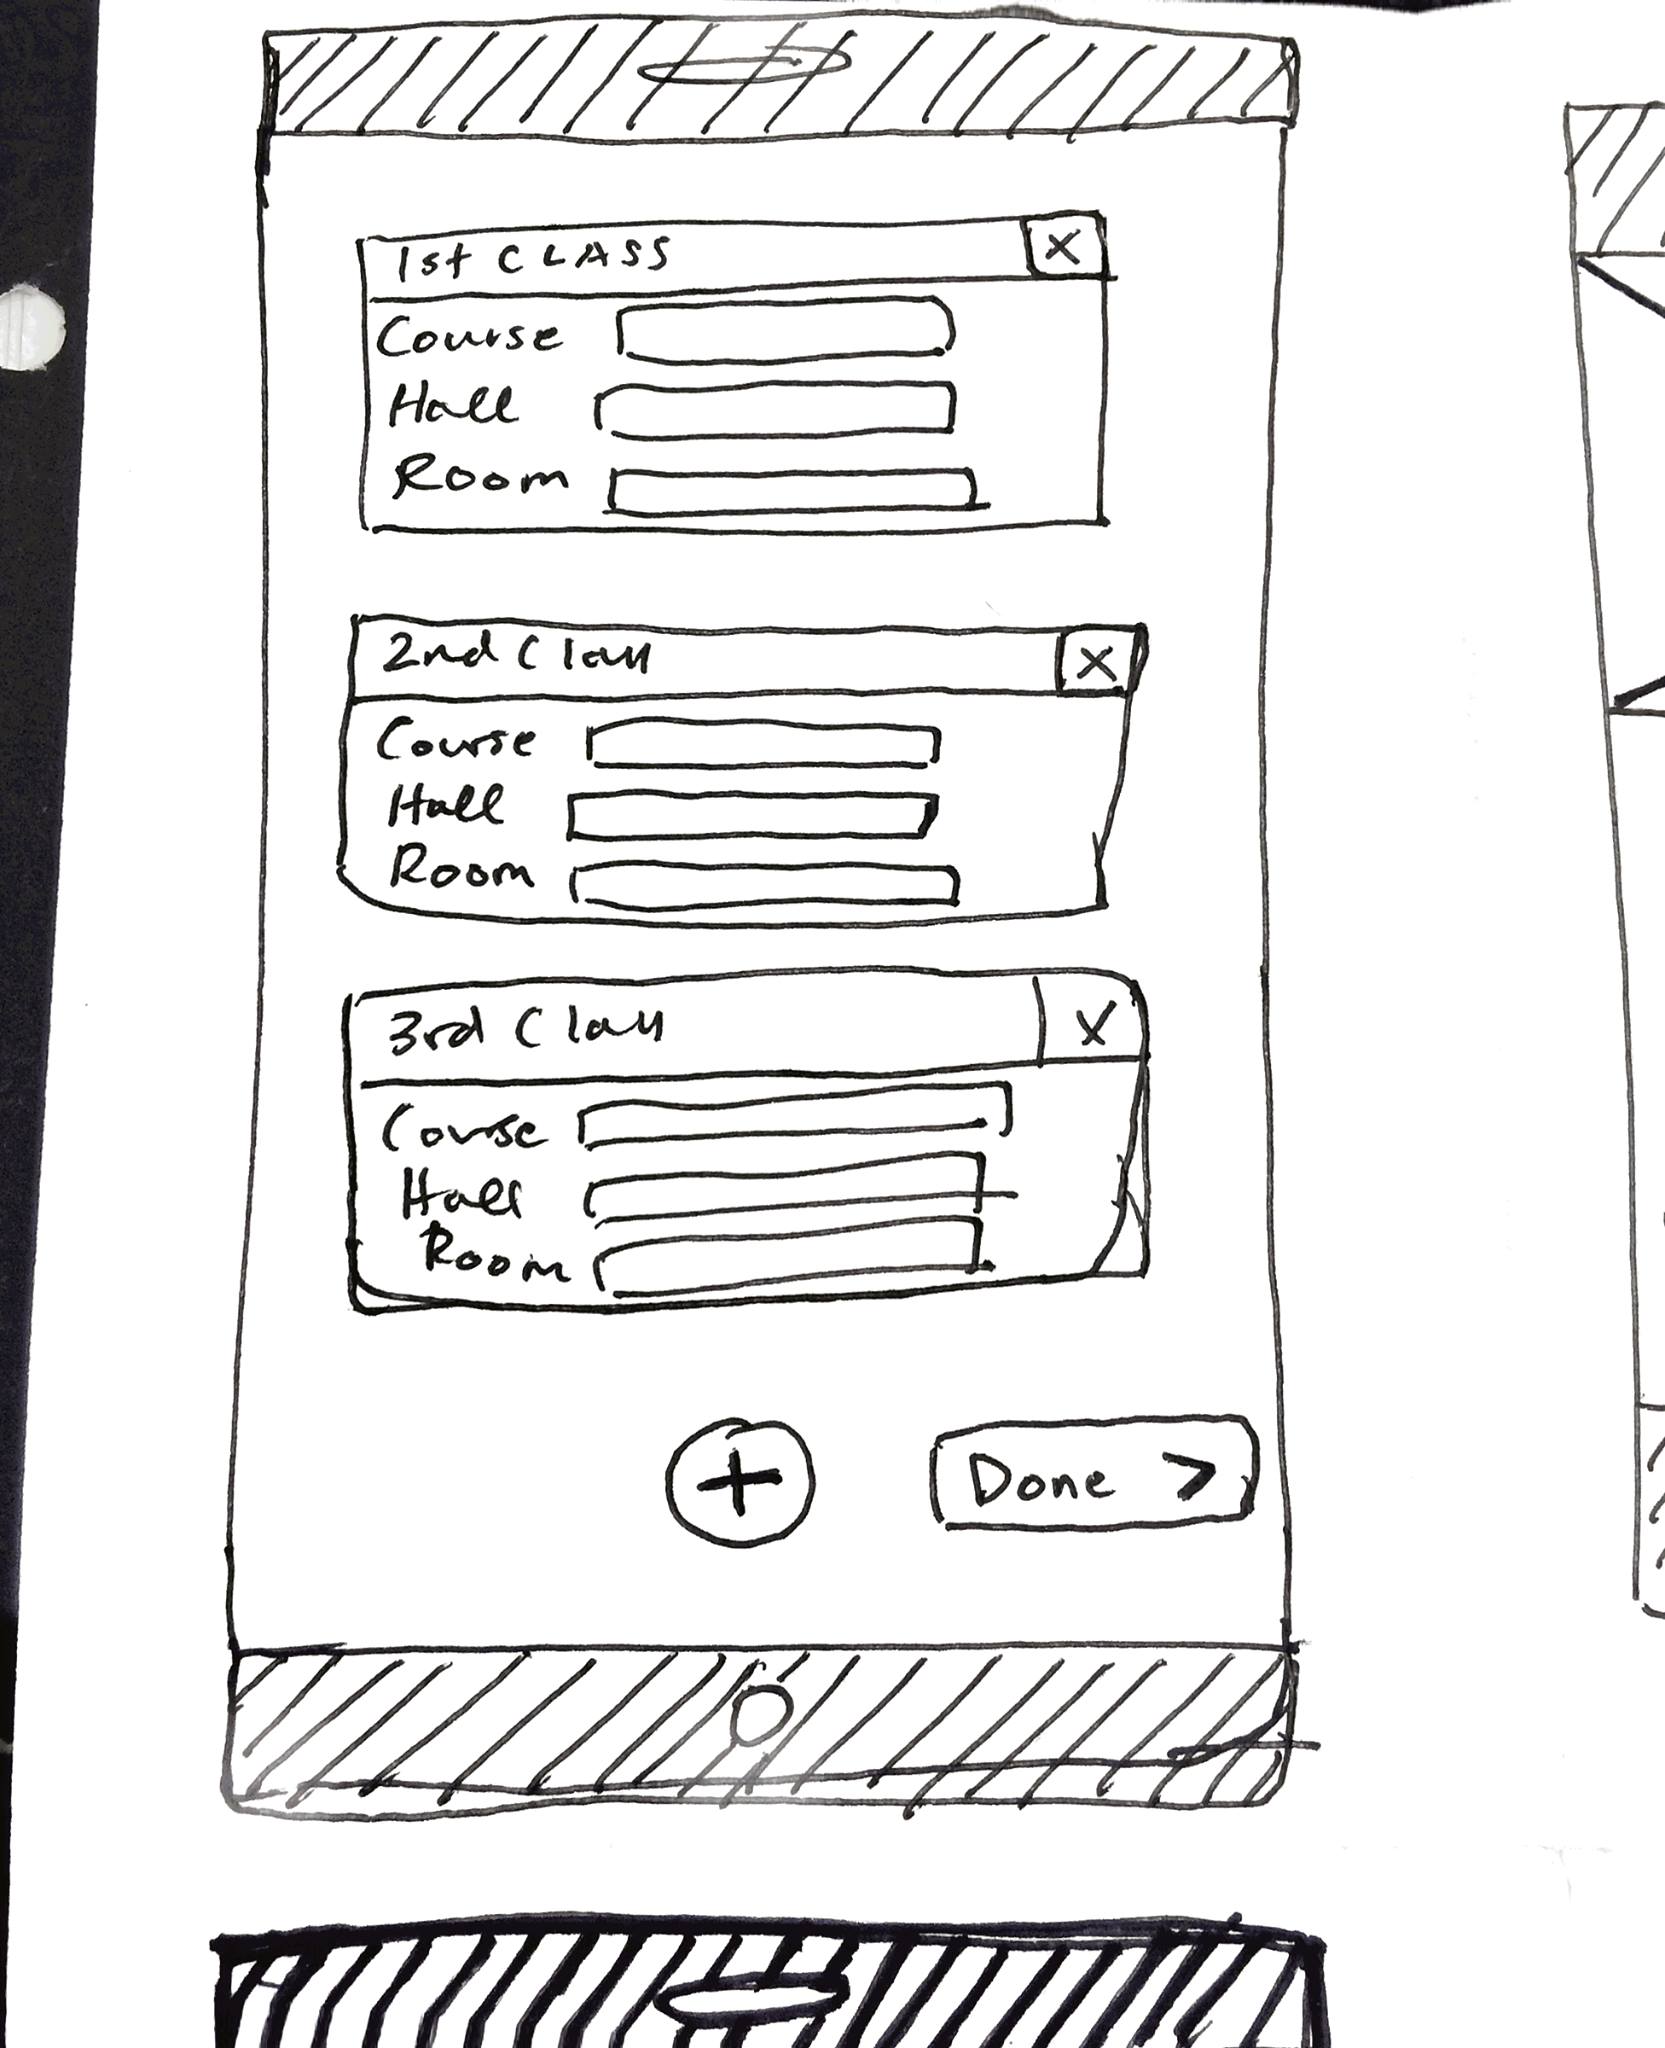 1st CLASS X
Course
Hall
Room
2nd Class X
Course
Hall
Room
3rd Class X
Course
Hall
Room
+ Done >